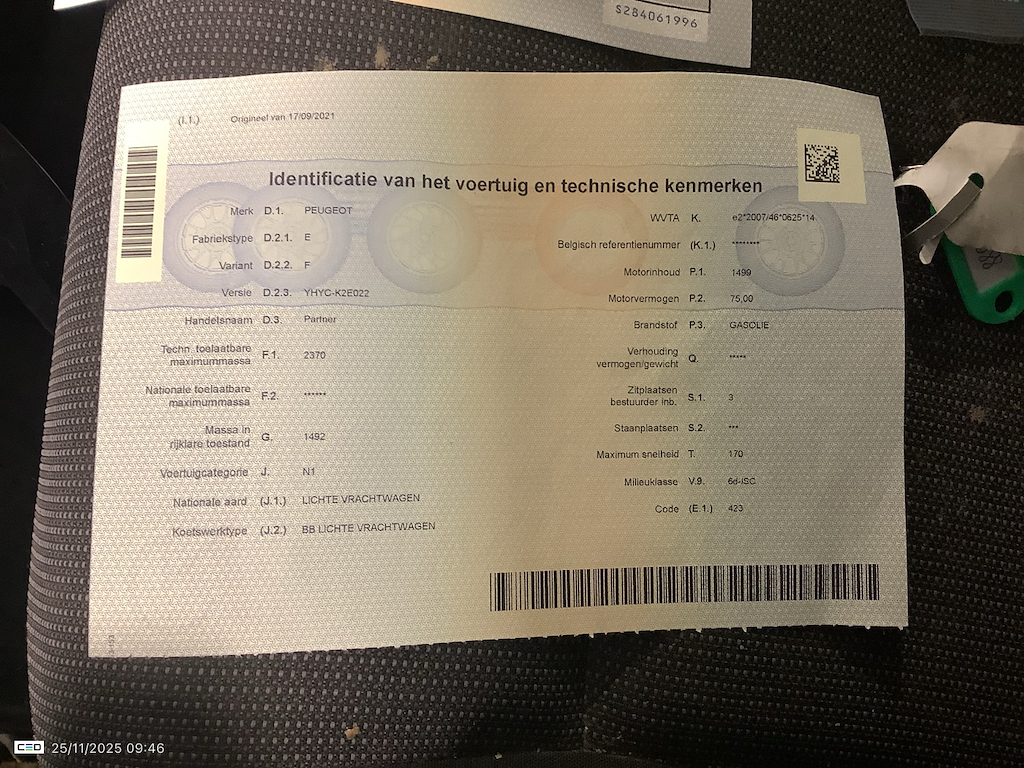 S284061996
(I.1.) Origineel van 17/09/2021
Identificatie van het voertuig en technische kenmerken
Merk D.1. PEUGEOT
Fabriekstype D.2.1. E
Variant D.2.2. F
Versie D.2.3. YHYC-K2E022
Handelsnaam D.3. Partner
Techn. toelaatbare
maximummassa F.1. 2370
Nationale toelaatbare
maximummassa F.2. ******
Massa in
rijklare toestand G. 1492
Voertuigcategorie J. N1
Nationale aard (J.1.) LICHTE VRACHTWAGEN
Koetswerktype (J.2.) BB LICHTE VRACHTWAGEN
WVTA K. e2*2007/46*0625*14
Belgisch referentienummer (K.1.) ********
Motorinhoud P.1. 1499
Motorvermogen P.2. 75,00
Brandstof P.3. GASOLIE
Verhouding
vermogen/gewicht Q. *****
Zitplaatsen
bestuurder inb. S.1. 3
Staanplaatsen S.2. ***
Maximum snelheid T. 170
Milieuklasse V.9. 6d-ISC
Code (E.1.) 423
CEO 25/11/2025 09:46